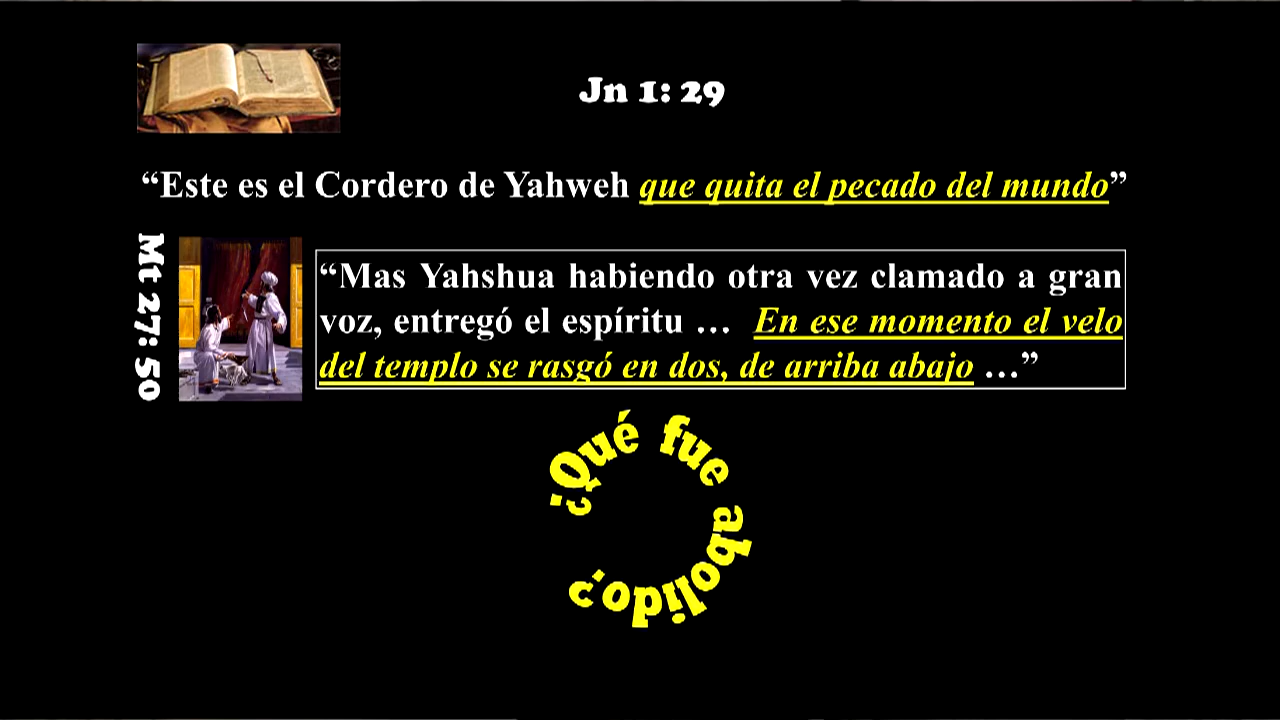 Jn 1: 29
“Este es el Cordero de Yahweh que quita el pecado del mundo”
Mt 27: 50
“Mas Yahshua habiendo otra vez clamado a gran
voz, entregó el espíritu … En ese momento el velo
del templo se rasgó en dos, de arriba abajo …”
¿Qué fue abolido?